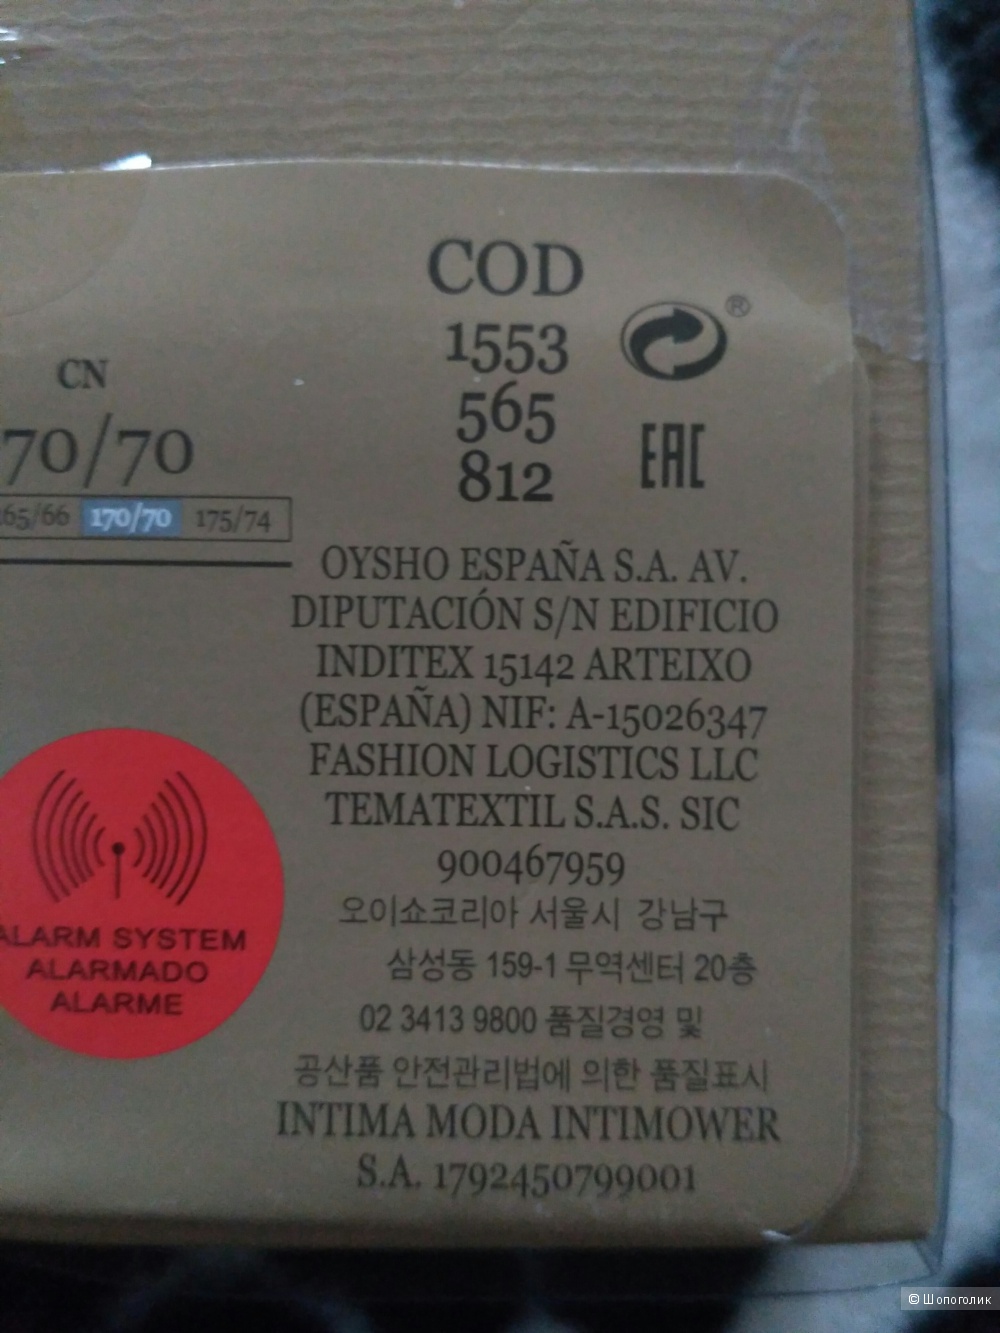 COD
1553
565
812
®
EAC
CN
170/70
165/66 170/70 175/74
OYSHO ESPAÑA S.A. AV.
DIPUTACIÓN S/N EDIFICIO
INDITEX 15142 ARTEIXO
(ESPAÑA) NIF: A-15026347
FASHION LOGISTICS LLC
TEMATEXTIL S.A.S. SIC
900467959
오이쇼코리아 서울시 강남구
삼성동 159-1 무역센터 20층
02 3413 9800 품질경영 및
공산품 안전관리법에 의한 품질표시
INTIMA MODA INTIMOWER
S.A. 1792450799001
ALARM SYSTEM
ALARMADO
ALARME
© Шопоголик